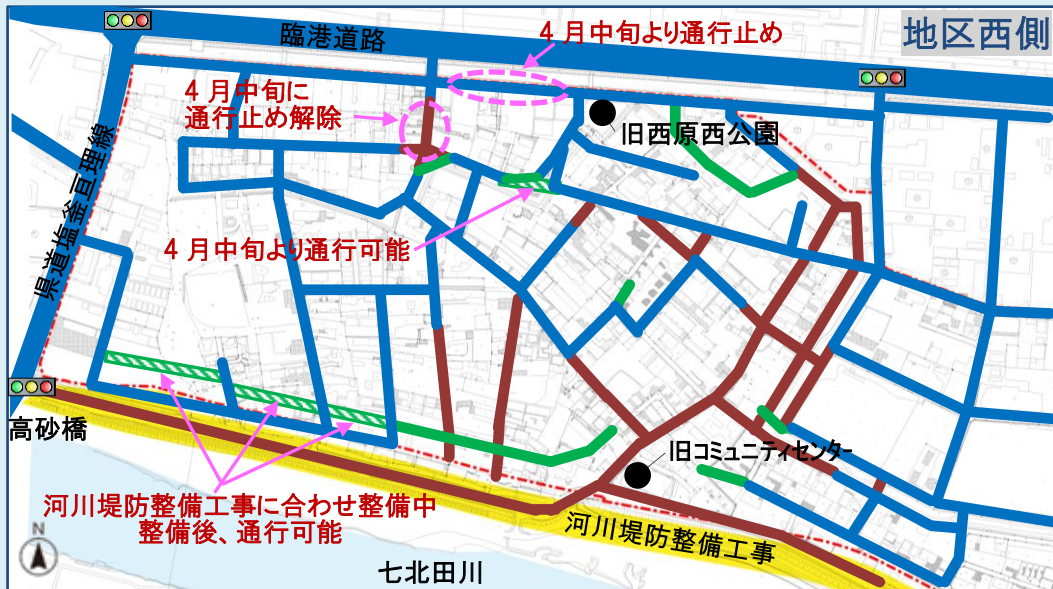 地区西側
臨港道路
4月中旬より通行止め
4月中旬に
通行止め解除
旧西原西公園
県道塩釜亘理線
4月中旬より通行可能
高砂橋
旧コミュニティセンター
河川堤防整備工事に合わせ整備中
整備後、通行可能
河川堤防整備工事
N
七北田川